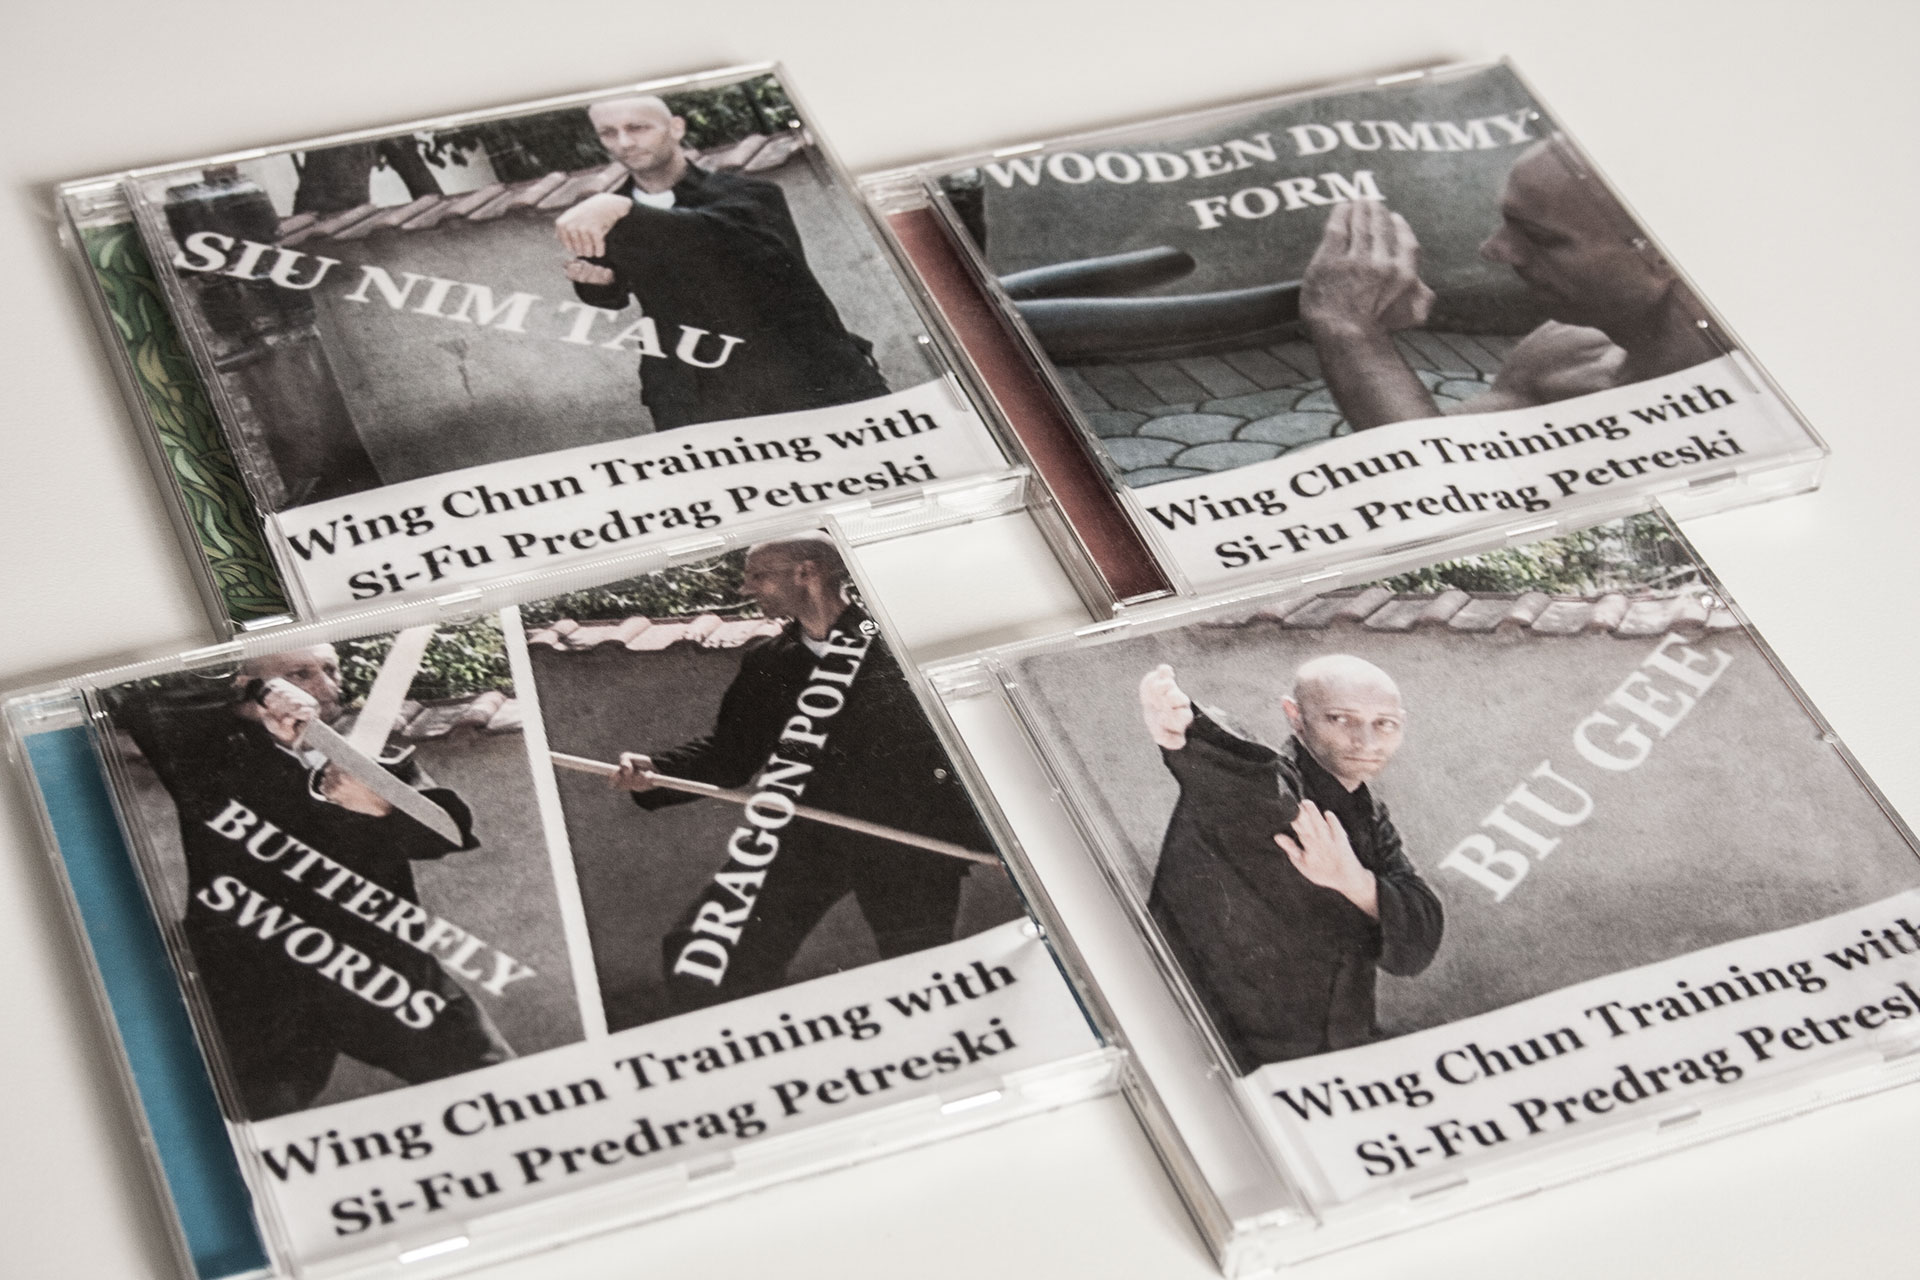 SIU NIM TAU
Wing Chun Training with
Si-Fu Predrag Petreski
WOODEN DUMMY
FORM
Wing Chun Training with
Si-Fu Predrag Petreski
BUTTERFLY
SWORDS
DRAGON POLE
Wing Chun Training with
Si-Fu Predrag Petreski
BIU GEE
Wing Chun Training with
Si-Fu Predrag Petresk